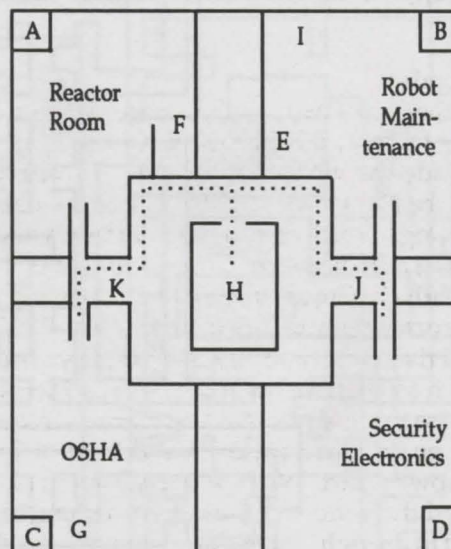 A
I
B
Reactor
Room
F
E
Robot
Main-
tenance
K
H
J
OSHA
Security
Electronics
C
G
D